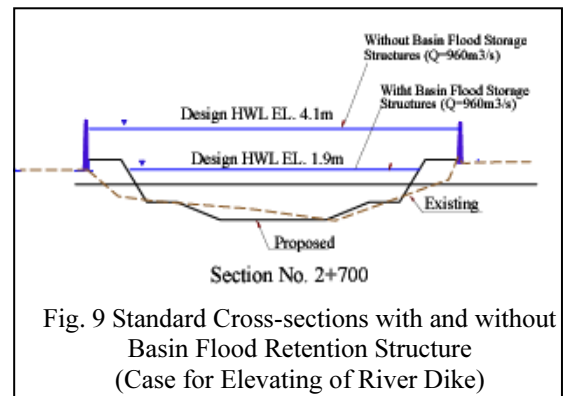 Without Basin Flood Storage
Structures (Q=960m3/s)
Witht Basin Flood Storage
Structures (Q=960m3/s)
Design HWL EL. 4.1m
Design HWL EL. 1.9m
Existing
Proposed
Section No. 2+700
Fig. 9 Standard Cross-sections with and without
Basin Flood Retention Structure
(Case for Elevating of River Dike)